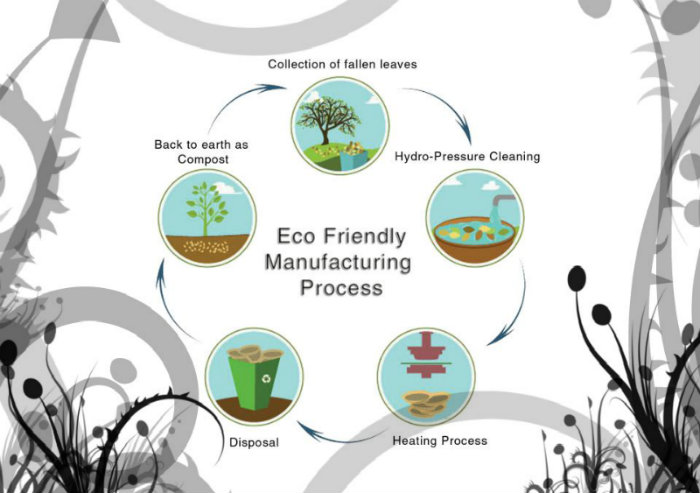 Collection of fallen leaves
Back to earth as
Compost
Hydro-Pressure Cleaning
Eco Friendly
Manufacturing
Process
Disposal
Heating Process